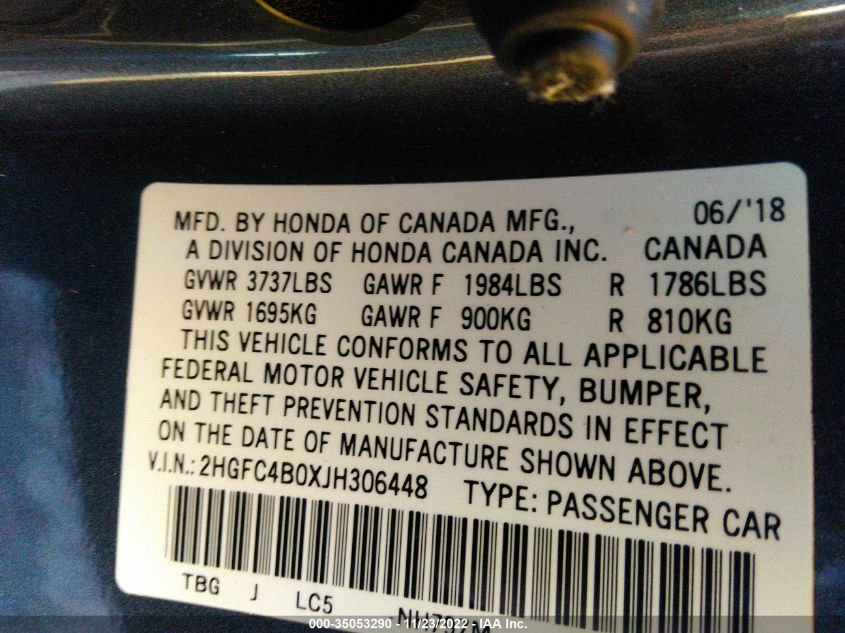 MFD. BY HONDA OF CANADA MFG., 06/'18
A DIVISION OF HONDA CANADA INC. CANADA
GVWR 3737LBS GAWR F 1984LBS R 1786LBS
GVWR 1695KG GAWR F 900KG R 810KG
THIS VEHICLE CONFORMS TO ALL APPLICABLE
FEDERAL MOTOR VEHICLE SAFETY, BUMPER,
AND THEFT PREVENTION STANDARDS IN EFFECT
ON THE DATE OF MANUFACTURE SHOWN ABOVE.
V.I.N.: 2HGFC4B0XJH306448 TYPE: PASSENGER CAR
TBG J LC5
000-35053290 - 11/23/2022 - IAA Inc.